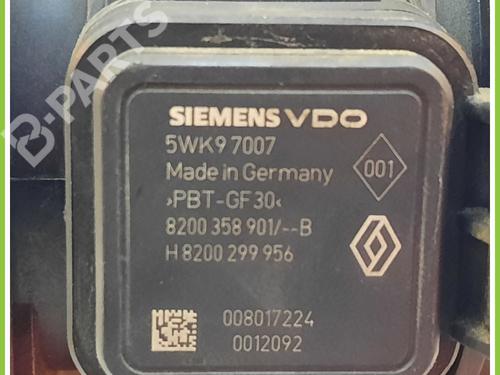 B-PARTS
SIEMENS VDO
5WK9 7007
Made in Germany
001
›PBT-GF30‹
8200 358 901/--B
H 8200 299 956
008017224
0012092